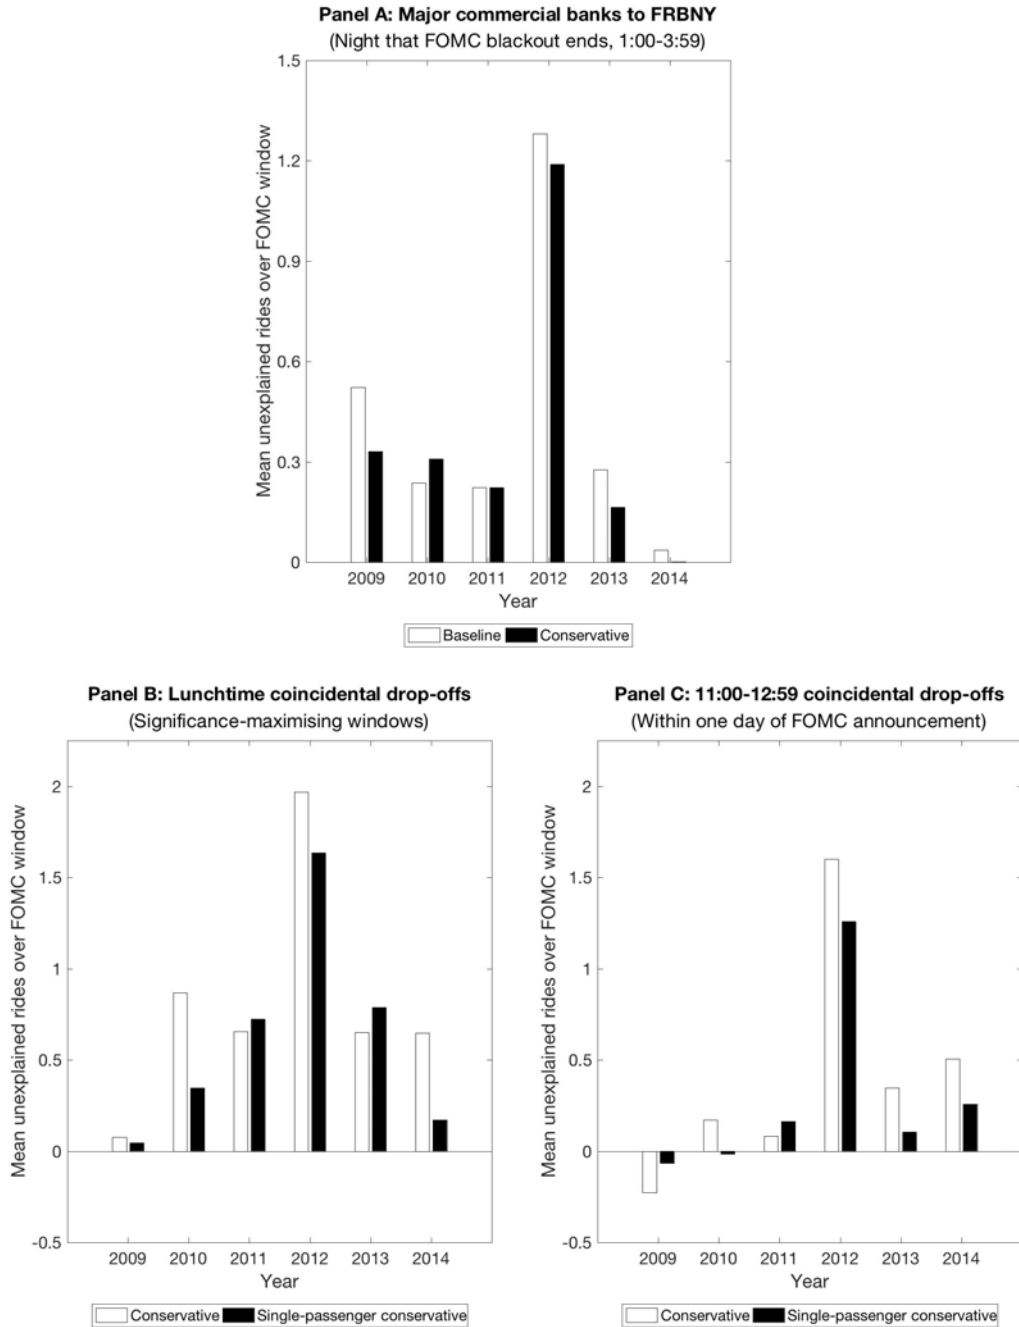 Panel A: Major commercial banks to FRBNY
(Night that FOMC blackout ends, 1:00-3:59)
Mean unexplained rides over FOMC window
1.5
1.2
0.9
0.6
0.3
0
2009 2010 2011 2012 2013 2014
Year
Baseline Conservative
Panel B: Lunchtime coincidental drop-offs
(Significance-maximising windows)
Mean unexplained rides over FOMC window
2
1.5
1
0.5
0
-0.5
2009 2010 2011 2012 2013 2014
Year
Conservative Single-passenger conservative
Panel C: 11:00-12:59 coincidental drop-offs
(Within one day of FOMC announcement)
Mean unexplained rides over FOMC window
2
1.5
1
0.5
0
-0.5
2009 2010 2011 2012 2013 2014
Year
Conservative Single-passenger conservative